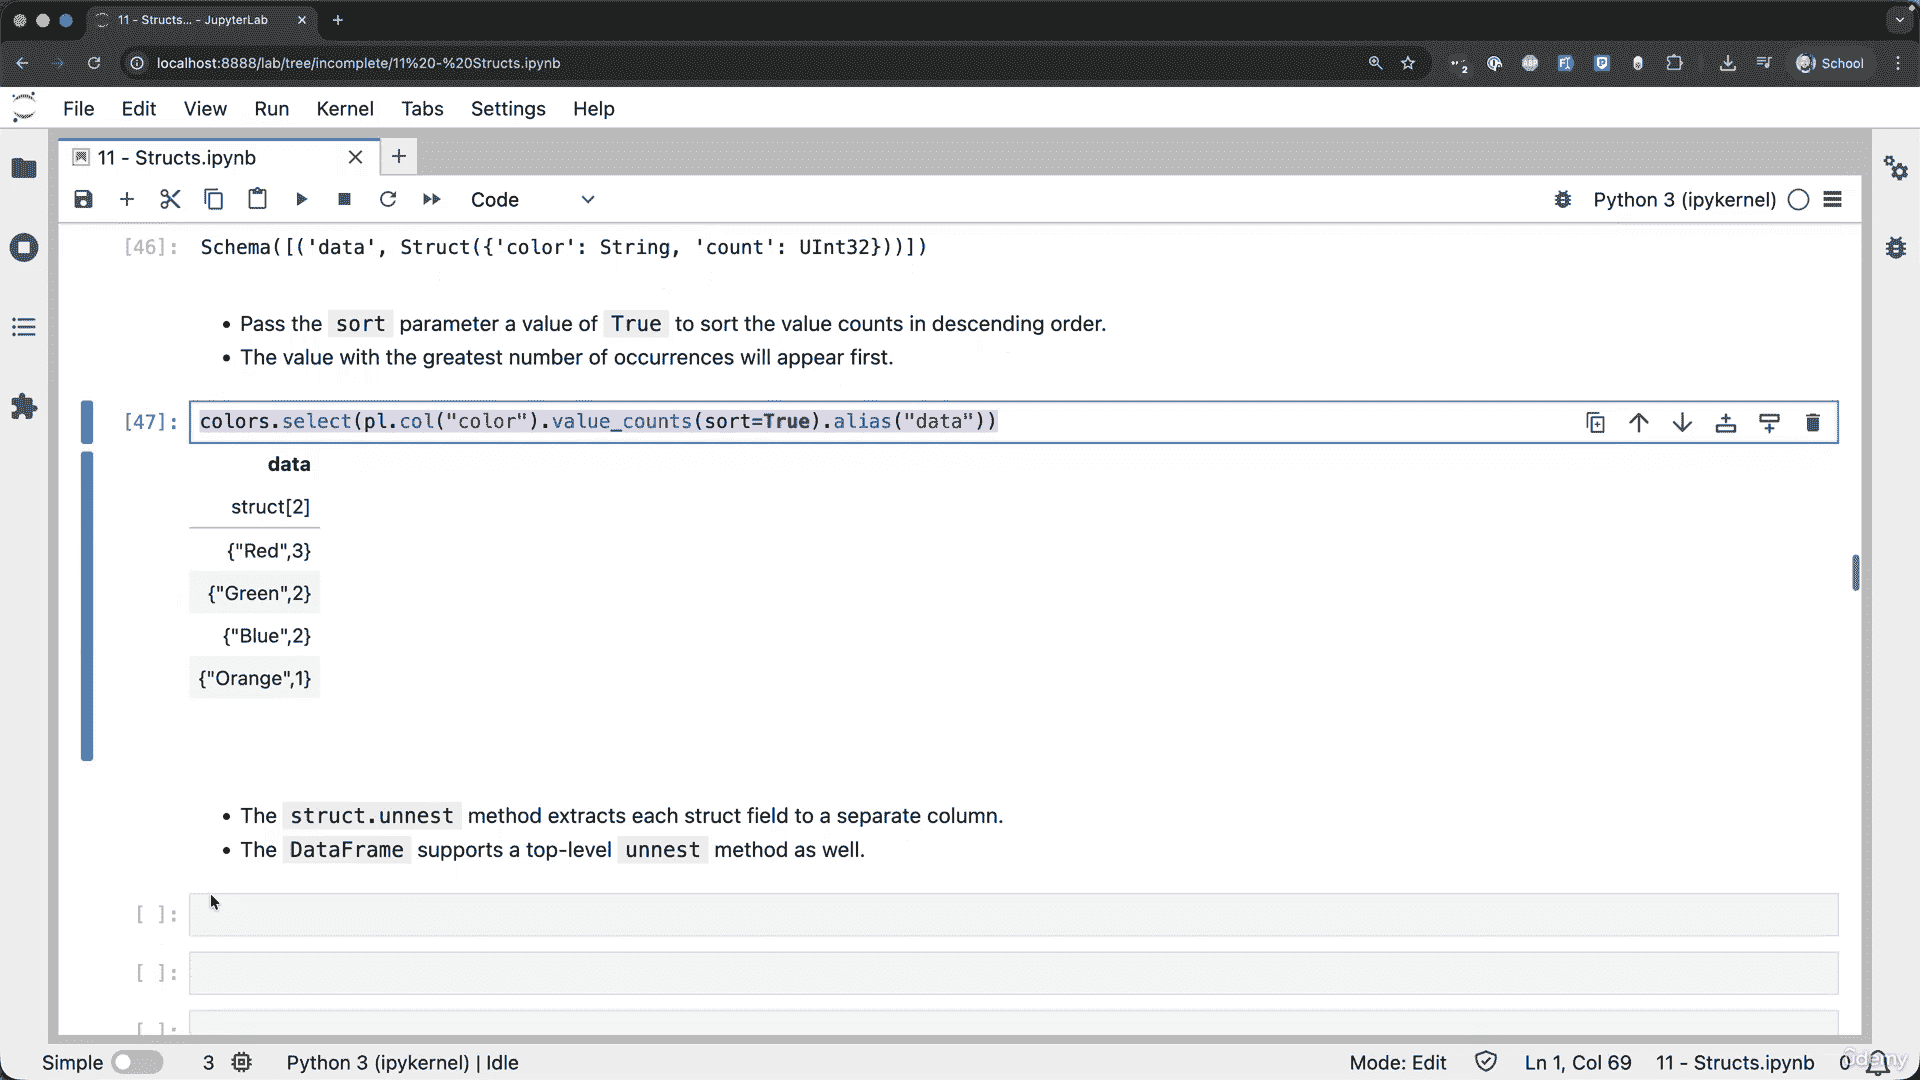 11 - Structs... - JupyterLab
localhost:8888/lab/tree/incomplete/11%20-%20Structs.ipynb
2
School
File Edit View Run Kernel Tabs Settings Help
11 - Structs.ipynb
Code
Python 3 (ipykernel)
[46]: Schema([('data', Struct({'color': String, 'count': UInt32}))])
• Pass the sort parameter a value of True to sort the value counts in descending order.
• The value with the greatest number of occurrences will appear first.
[47]: colors.select(pl.col("color").value_counts(sort=True).alias("data"))
data
struct[2]
{"Red",3}
{"Green",2}
{"Blue",2}
{"Orange",1}
• The struct.unnest method extracts each struct field to a separate column.
• The DataFrame supports a top-level unnest method as well.
[ ]:
[ ]:
[ ]:
Simple 3 Python 3 (ipykernel) | Idle Mode: Edit Ln 1, Col 69 11 - Structs.ipynb 0
Udemy